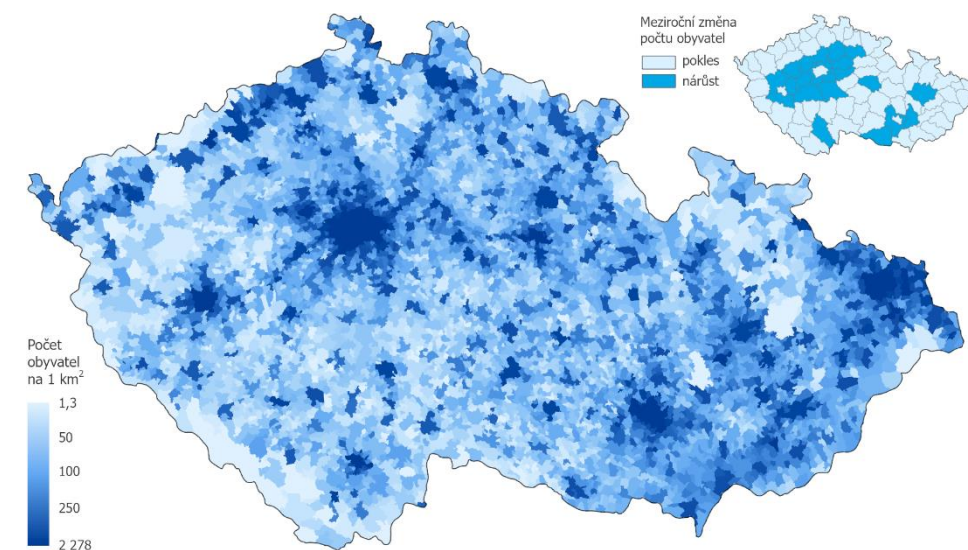 Meziroční změna
počtu obyvatel
pokles
nárůst
Počet
obyvatel
na 1 km²
1,3
50
100
250
2 278